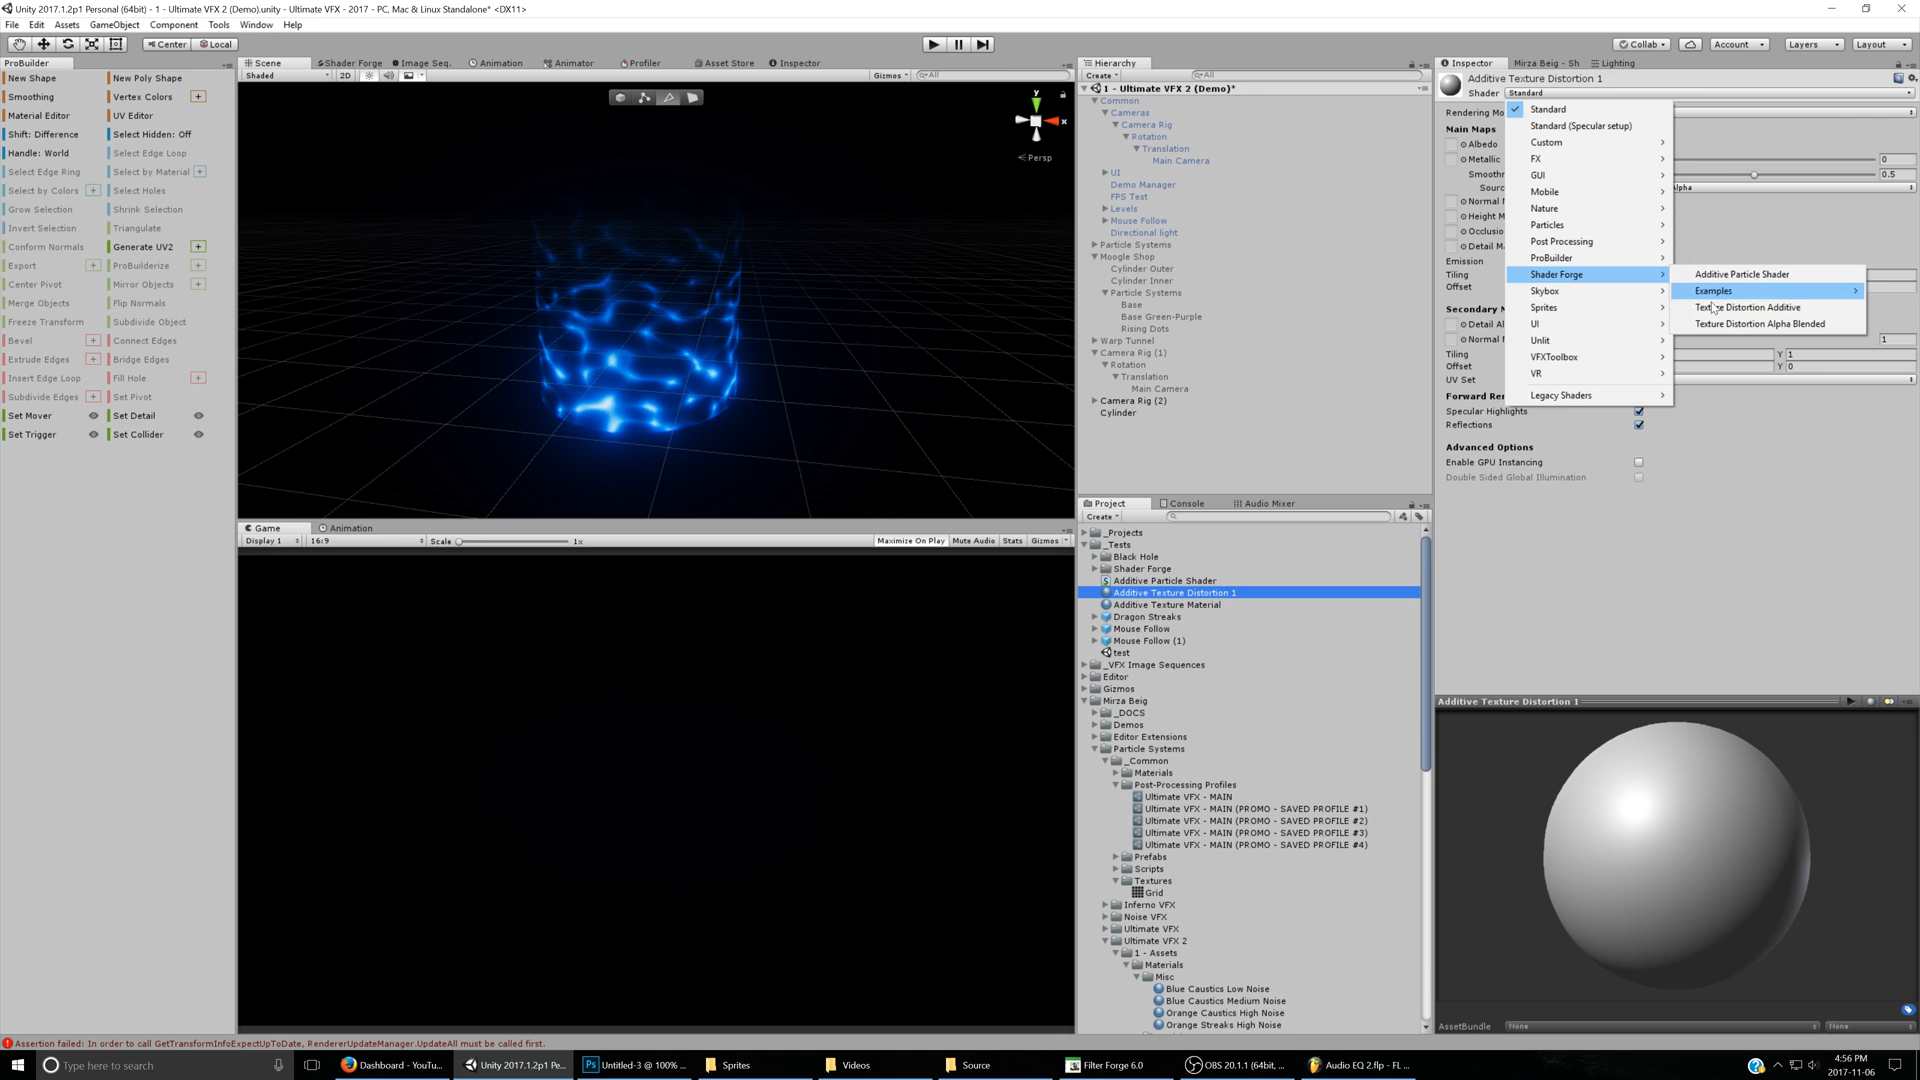 Unity 2017.1.2p1 Personal (64bit) - 1 - Ultimate VFX 2 (Demo).unity - Ultimate VFX - 2017 - PC, Mac & Linux Standalone* <DX11>
File Edit Assets GameObject Component Tools Window Help
Center Local
Collab Account Layers Layout
ProBuilder
New Shape New Poly Shape
Smoothing Vertex Colors +
Material Editor UV Editor
Shift: Difference Select Hidden: Off
Handle: World Select Edge Loop
Select Edge Ring Select by Material +
Select by Colors + Select Holes
Grow Selection Shrink Selection
Invert Selection Triangulate
Conform Normals Generate UV2 +
Export + ProBuilderize +
Center Pivot Mirror Objects +
Merge Objects Flip Normals
Freeze Transform Subdivide Object
Bevel + Connect Edges
Extrude Edges + Bridge Edges
Insert Edge Loop Fill Hole +
Subdivide Edges + Set Pivot
Set Mover Set Detail
Set Trigger Set Collider
Scene Shader Forge Image Seq. Animation Animator Profiler Asset Store Inspector
Shaded 2D Gizmos All
y
x
Persp
Game Animation
Display 1 16:9 Scale 1x Maximize On Play Mute Audio Stats Gizmos
Hierarchy
Create All
1 - Ultimate VFX 2 (Demo)*
Common
Cameras
Camera Rig
Rotation
Translation
Main Camera
UI
Demo Manager
FPS Test
Levels
Mouse Follow
Directional light
Particle Systems
Moogle Shop
Cylinder Outer
Cylinder Inner
Particle Systems
Base
Base Green-Purple
Rising Dots
Warp Tunnel
Camera Rig (1)
Rotation
Translation
Main Camera
Camera Rig (2)
Cylinder
Project Console Audio Mixer
Create
_Projects
_Tests
Black Hole
Shader Forge
Additive Particle Shader
Additive Texture Distortion 1
Additive Texture Material
Dragon Streaks
Mouse Follow
Mouse Follow (1)
test
_VFX Image Sequences
Editor
Gizmos
Mirza Beig
_DOCS
Demos
Editor Extensions
Particle Systems
_Common
Materials
Post-Processing Profiles
Ultimate VFX - MAIN
Ultimate VFX - MAIN (PROMO - SAVED PROFILE #1)
Ultimate VFX - MAIN (PROMO - SAVED PROFILE #2)
Ultimate VFX - MAIN (PROMO - SAVED PROFILE #3)
Ultimate VFX - MAIN (PROMO - SAVED PROFILE #4)
Prefabs
Scripts
Textures
Grid
Inferno VFX
Noise VFX
Ultimate VFX
Ultimate VFX 2
1 - Assets
Materials
Misc
Blue Caustics Low Noise
Blue Caustics Medium Noise
Orange Caustics High Noise
Orange Streaks High Noise
Inspector Mirza Beig - Sh Lighting
Additive Texture Distortion 1
Shader Standard
Rendering Mo
Main Maps
Albedo
Metallic 0
Smooth 0.5
Sour Alpha
Normal M
Height M
Occlusio
Detail M
Emission
Tiling
Offset
Secondary M
Detail Al
Normal M 1
Tiling Y 1
Offset Y 0
UV Set
Forward Ren
Specular Highlights
Reflections
Advanced Options
Enable GPU Instancing
Double Sided Global Illumination
Standard
Standard (Specular setup)
Custom
FX
GUI
Mobile
Nature
Particles
Post Processing
ProBuilder
Shader Forge
Skybox
Sprites
UI
Unlit
VFXToolbox
VR
Legacy Shaders
Additive Particle Shader
Examples
Texture Distortion Additive
Texture Distortion Alpha Blended
Additive Texture Distortion 1
AssetBundle None None
Assertion failed: In order to call GetTransformInfoExpectUpToDate, RendererUpdateManager.UpdateAll must be called first.
Type here to search
Dashboard - YouTu... Unity 2017.1.2p1 Pe... Untitled-3 @ 100% ... Sprites Videos Source Filter Forge 6.0 OBS 20.1.1 (64bit, ... Audio EQ 2.flp - FL ...
4:56 PM
2017-11-06